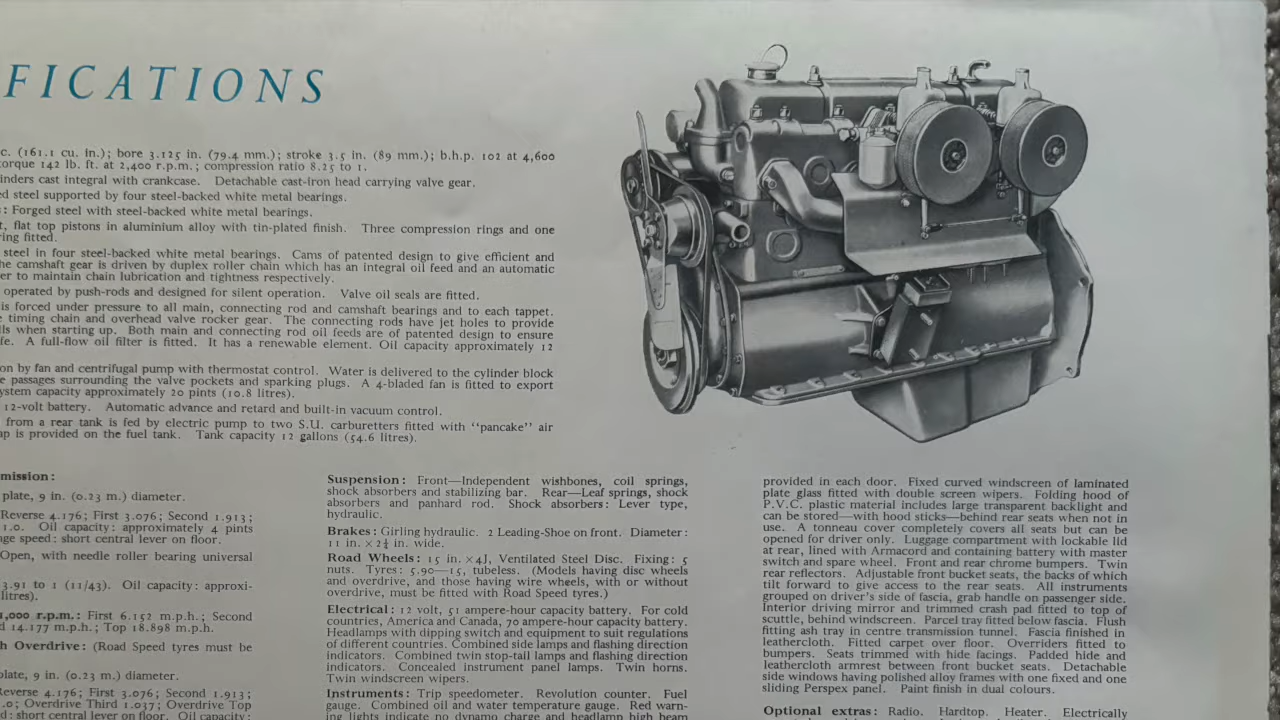 FICATIONS
c. (161.1 cu. in.); bore 3.125 in. (79.4 mm.); stroke 3.5 in. (89 mm.); b.h.p. 102 at 4,600
torque 142 lb. ft. at 2,400 r.p.m.; compression ratio 8.25 to 1.
inders cast integral with crankcase. Detachable cast-iron head carrying valve gear.
ed steel supported by four steel-backed white metal bearings.
: Forged steel with steel-backed white metal bearings.
t, flat top pistons in aluminium alloy with tin-plated finish. Three compression rings and one
ring fitted.
steel in four steel-backed white metal bearings. Cams of patented design to give efficient and
he camshaft gear is driven by duplex roller chain which has an integral oil feed and an automatic
er to maintain chain lubrication and tightness respectively.
operated by push-rods and designed for silent operation. Valve oil seals are fitted.
is forced under pressure to all main, connecting rod and camshaft bearings and to each tappet.
e timing chain and overhead valve rocker gear. The connecting rods have jet holes to provide
lls when starting up. Both main and connecting rod oil feeds are of patented design to ensure
fe. A full-flow oil filter is fitted. It has a renewable element. Oil capacity approximately 12
on by fan and centrifugal pump with thermostat control. Water is delivered to the cylinder block
e passages surrounding the valve pockets and sparking plugs. A 4-bladed fan is fitted to export
ystem capacity approximately 20 pints (10.8 litres).
12-volt battery. Automatic advance and retard and built-in vacuum control.
from a rear tank is fed by electric pump to two S.U. carburetters fitted with "pancake" air
ap is provided on the fuel tank. Tank capacity 12 gallons (54.6 litres).
mission:
plate, 9 in. (0.23 m.) diameter.
Reverse 4.176; First 3.076; Second 1.913;
1.0. Oil capacity: approximately 4 pints
age speed: short central lever on floor.
Open, with needle roller bearing universal
3.91 to 1 (11/43). Oil capacity: approxi-
litres).
1,000 r.p.m.: First 6.152 m.p.h.; Second
d 14.177 m.p.h.; Top 18.898 m.p.h.
h Overdrive: (Road Speed tyres must be
plate, 9 in. (0.23 m.) diameter.
Reverse 4.176; First 3.076; Second 1.913;
.0; Overdrive Third 1.037; Overdrive Top
d: short central lever on floor. Oil capacity:
Suspension: Front—Independent wishbones, coil springs,
shock absorbers and stabilizing bar. Rear—Leaf springs, shock
absorbers and panhard rod. Shock absorbers: Lever type,
hydraulic.
Brakes: Girling hydraulic. 2 Leading-Shoe on front. Diameter:
11 in. × 2¼ in. wide.
Road Wheels: 15 in. ×4J, Ventilated Steel Disc. Fixing: 5
nuts. Tyres: 5.90—15, tubeless. (Models having disc wheels
and overdrive, and those having wire wheels, with or without
overdrive, must be fitted with Road Speed tyres.)
Electrical: 12 volt, 51 ampere-hour capacity battery. For cold
countries, America and Canada, 70 ampere-hour capacity battery.
Headlamps with dipping switch and equipment to suit regulations
of different countries. Combined side lamps and flashing direction
indicators. Combined twin stop-tail lamps and flashing direction
indicators. Concealed instrument panel lamps. Twin horns.
Twin windscreen wipers.
Instruments: Trip speedometer. Revolution counter. Fuel
gauge. Combined oil and water temperature gauge. Red warn-
ing lights indicate no dynamo charge and headlamp high beam
provided in each door. Fixed curved windscreen of laminated
plate glass fitted with double screen wipers. Folding hood of
P.V.C. plastic material includes large transparent backlight and
can be stored—with hood sticks—behind rear seats when not in
use. A tonneau cover completely covers all seats but can be
opened for driver only. Luggage compartment with lockable lid
at rear, lined with Armacord and containing battery with master
switch and spare wheel. Front and rear chrome bumpers. Twin
rear reflectors. Adjustable front bucket seats, the backs of which
tilt forward to give access to the rear seats. All instruments
grouped on driver's side of fascia, grab handle on passenger side.
Interior driving mirror and trimmed crash pad fitted to top of
scuttle, behind windscreen. Parcel tray fitted below fascia. Flush
fitting ash tray in centre transmission tunnel. Fascia finished in
leathercloth. Fitted carpet over floor. Overriders fitted to
bumpers. Seats trimmed with hide facings. Padded hide and
leathercloth armrest between front bucket seats. Detachable
side windows having polished alloy frames with one fixed and one
sliding Perspex panel. Paint finish in dual colours.
Optional extras: Radio. Hardtop. Heater. Electrically